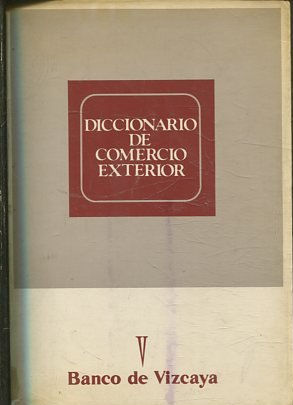 DICCIONARIO
DE
COMERCIO
EXTERIOR
V
Banco de Vizcaya